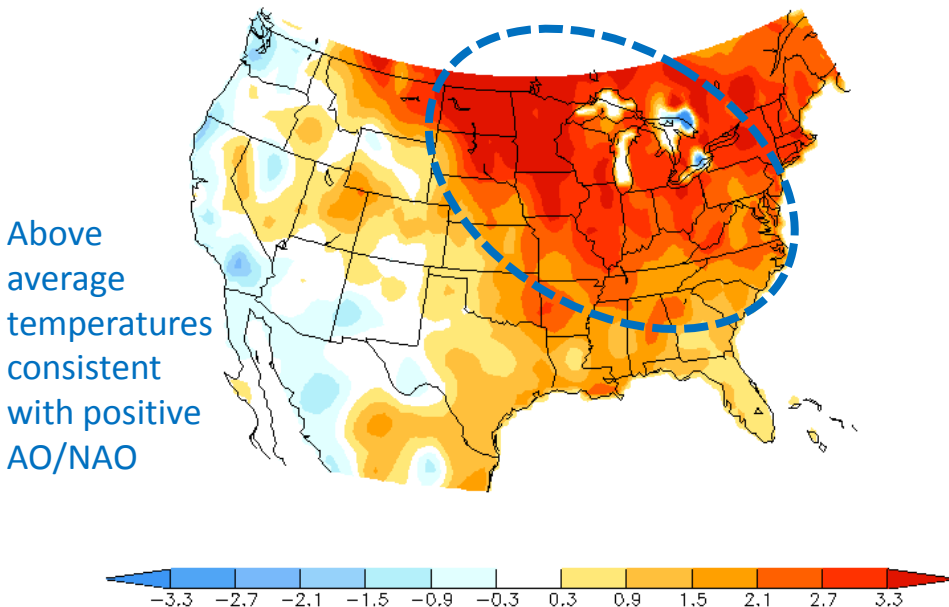 Above
average
temperatures
consistent
with positive
AO/NAO
−3.3 −2.7 −2.1 −1.5 −0.9 −0.3 0.3 0.9 1.5 2.1 2.7 3.3